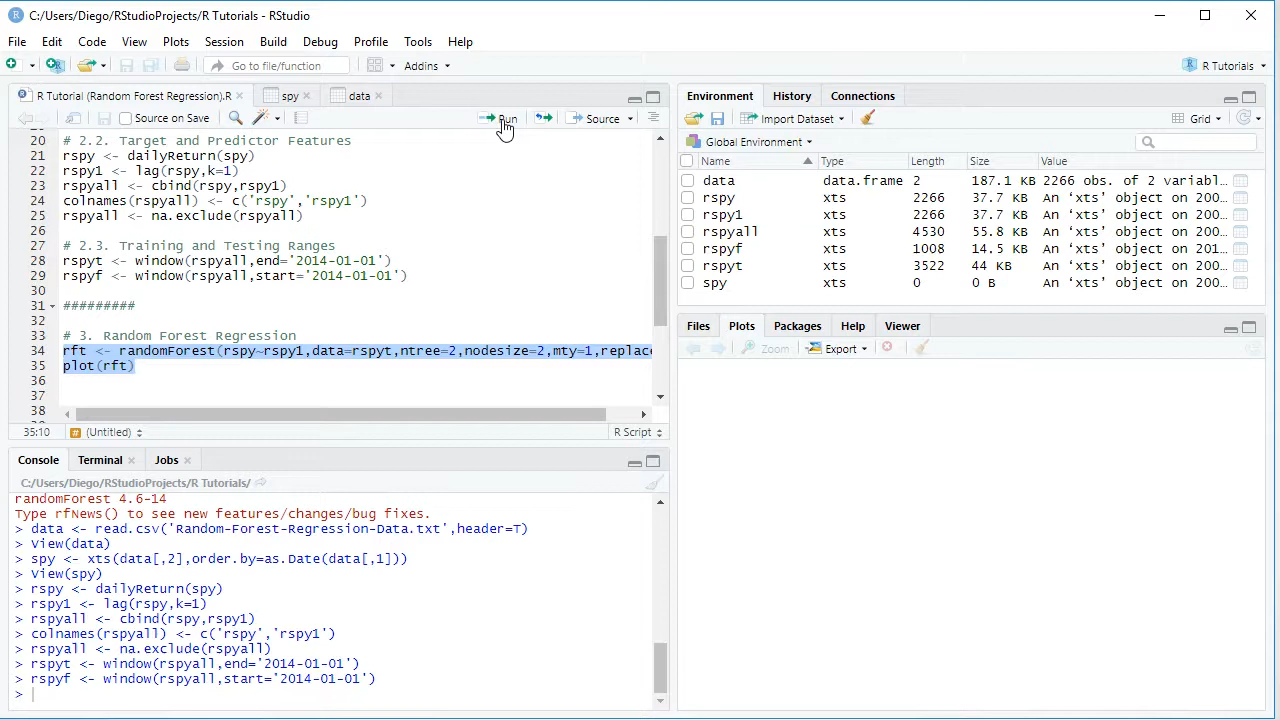 C:/Users/Diego/RStudioProjects/R Tutorials - RStudio
File Edit Code View Plots Session Build Debug Profile Tools Help
Go to file/function Addins R Tutorials
R Tutorial (Random Forest Regression).R spy data
Source on Save Run Source
20 # 2.2. Target and Predictor Features
21 rspy <- dailyReturn(spy)
22 rspy1 <- lag(rspy,k=1)
23 rspyall <- cbind(rspy,rspy1)
24 colnames(rspyall) <- c('rspy','rspy1')
25 rspyall <- na.exclude(rspyall)
26
27 # 2.3. Training and Testing Ranges
28 rspyt <- window(rspyall,end='2014-01-01')
29 rspyf <- window(rspyall,start='2014-01-01')
30
31 #########
32
33 # 3. Random Forest Regression
34 rft <- randomForest(rspy~rspy1,data=rspyt,ntree=2,nodesize=2,mty=1,replace
35 plot(rft)
36
37
38
35:10 # (Untitled) R Script
Console Terminal Jobs
C:/Users/Diego/RStudioProjects/R Tutorials/
randomForest 4.6-14
Type rfNews() to see new features/changes/bug fixes.
> data <- read.csv('Random-Forest-Regression-Data.txt',header=T)
> View(data)
> spy <- xts(data[,2],order.by=as.Date(data[,1]))
> View(spy)
> rspy <- dailyReturn(spy)
> rspy1 <- lag(rspy,k=1)
> rspyall <- cbind(rspy,rspy1)
> colnames(rspyall) <- c('rspy','rspy1')
> rspyall <- na.exclude(rspyall)
> rspyt <- window(rspyall,end='2014-01-01')
> rspyf <- window(rspyall,start='2014-01-01')
>
Environment History Connections
Import Dataset Grid
Global Environment
Name Type Length Size Value
data data.frame 2 187.1 KB 2266 obs. of 2 variabl…
rspy xts 2266 37.7 KB An ‘xts’ object on 200…
rspy1 xts 2266 37.7 KB An ‘xts’ object on 200…
rspyall xts 4530 55.8 KB An ‘xts’ object on 200…
rspyf xts 1008 14.5 KB An ‘xts’ object on 201…
rspyt xts 3522 44 KB An ‘xts’ object on 200…
spy xts 0 0 B An ‘xts’ object on 200…
Files Plots Packages Help Viewer
Zoom Export